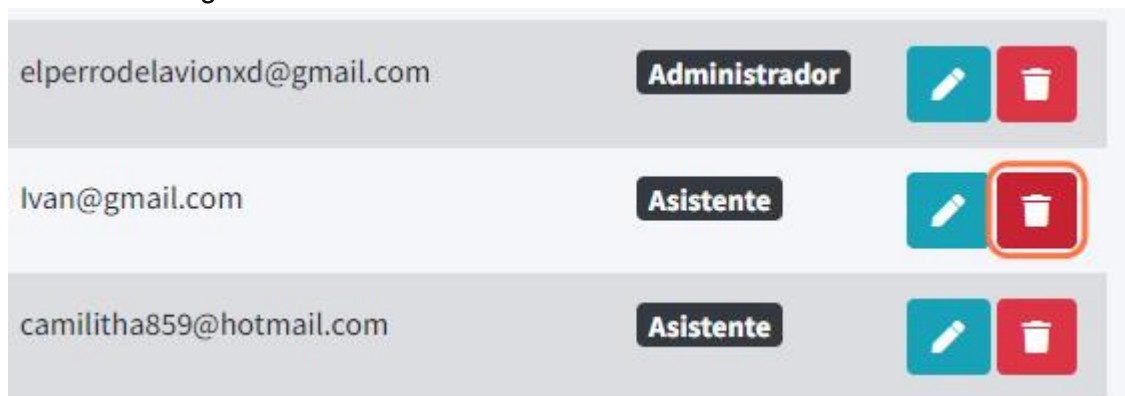 elperrodelavionxd@gmail.com Administrador
Ivan@gmail.com Asistente
camilitha859@hotmail.com Asistente